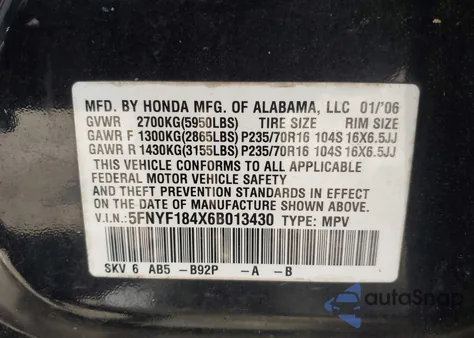 MFD. BY HONDA MFG. OF ALABAMA, LLC 01/'06
GVWR 2700KG(5950LBS) TIRE SIZE RIM SIZE
GAWR F 1300KG(2865LBS) P235/70R16 104S 16X6.5JJ
GAWR R 1430KG(3155LBS) P235/70R16 104S 16X6.5JJ
THIS VEHICLE CONFORMS TO ALL APPLICABLE
FEDERAL MOTOR VEHICLE SAFETY
AND THEFT PREVENTION STANDARDS IN EFFECT
ON THE DATE OF MANUFACTURE SHOWN ABOVE.
V.I.N.: 5FNYF184X6B013430 TYPE: MPV
SKV 6 AB5 -B92P -A -B
autoSnap